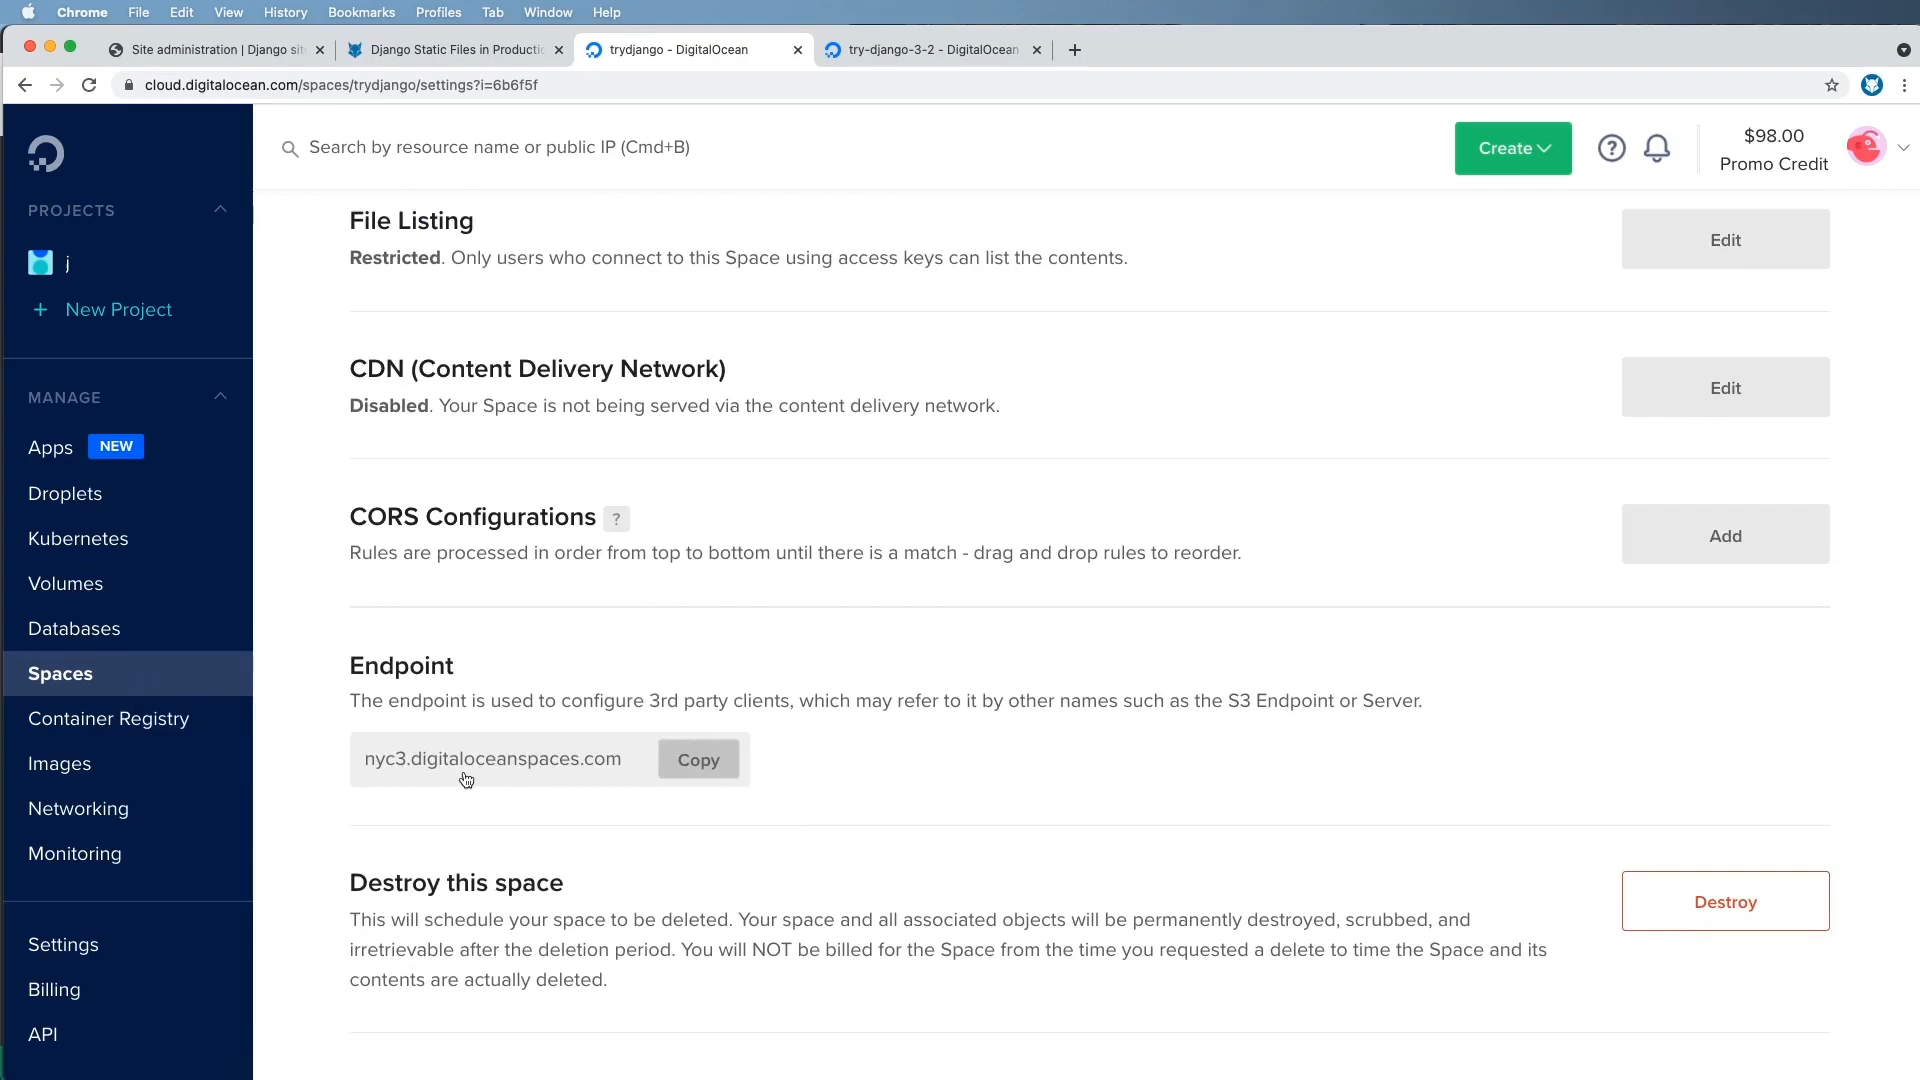 Chrome File Edit View History Bookmarks Profiles Tab Window Help
Site administration | Django sit
Django Static Files in Productio
trydjango - DigitalOcean
try-django-3-2 - DigitalOcean
cloud.digitalocean.com/spaces/trydjango/settings?i=6b6f5f
Search by resource name or public IP (Cmd+B)
Create
?
$98.00
Promo Credit
PROJECTS
j
+ New Project
MANAGE
Apps NEW
Droplets
Kubernetes
Volumes
Databases
Spaces
Container Registry
Images
Networking
Monitoring
Settings
Billing
API
File Listing
Restricted. Only users who connect to this Space using access keys can list the contents.
Edit
CDN (Content Delivery Network)
Disabled. Your Space is not being served via the content delivery network.
Edit
CORS Configurations ?
Rules are processed in order from top to bottom until there is a match - drag and drop rules to reorder.
Add
Endpoint
The endpoint is used to configure 3rd party clients, which may refer to it by other names such as the S3 Endpoint or Server.
nyc3.digitaloceanspaces.com
Copy
Destroy this space
This will schedule your space to be deleted. Your space and all associated objects will be permanently destroyed, scrubbed, and
irretrievable after the deletion period. You will NOT be billed for the Space from the time you requested a delete to time the Space and its
contents are actually deleted.
Destroy